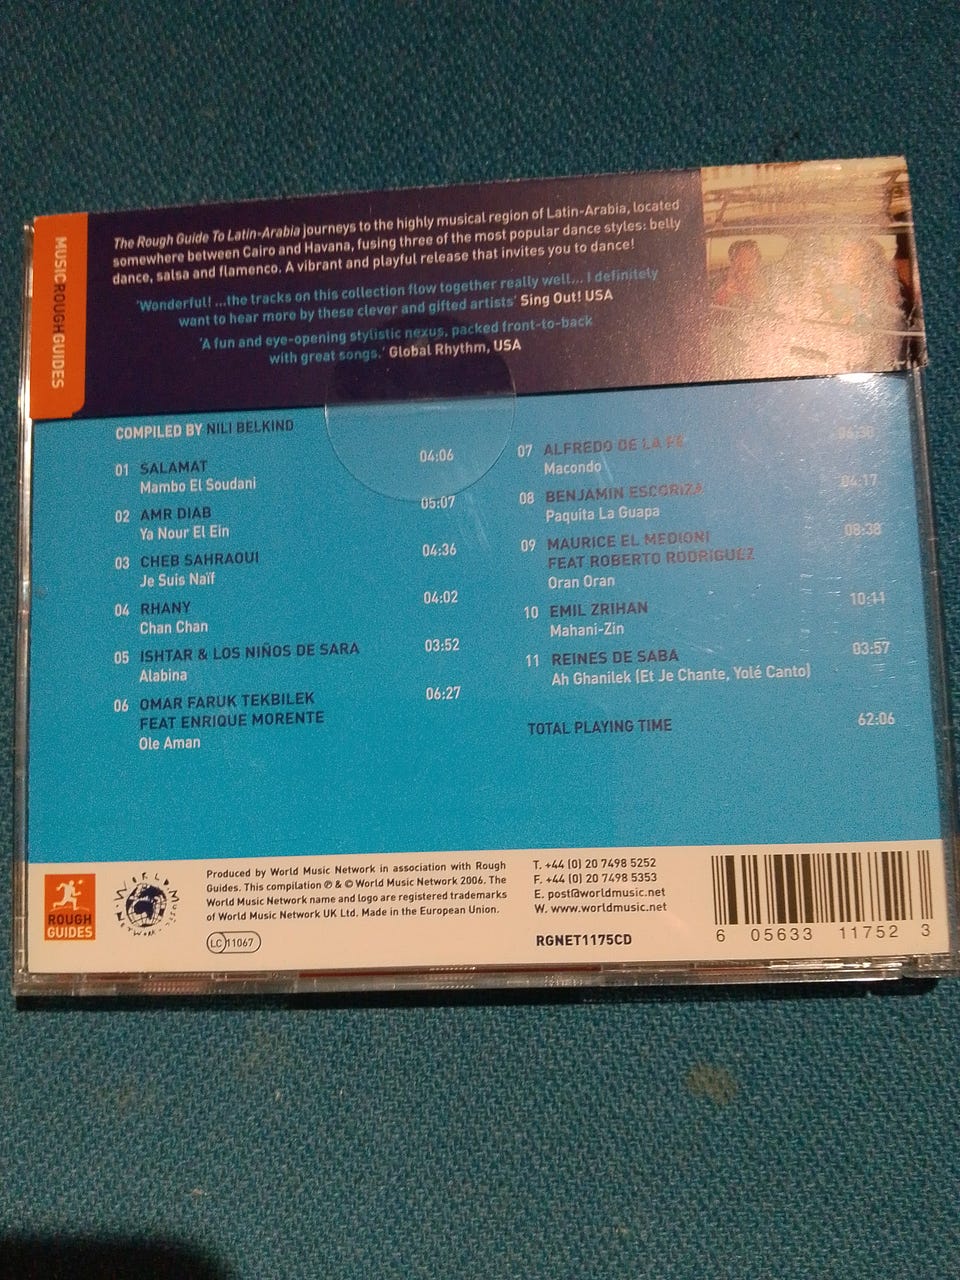 MUSICROUGHGUIDES
The Rough Guide To Latin-Arabia journeys to the highly musical region of Latin-Arabia, located
somewhere between Cairo and Havana, fusing three of the most popular dance styles: belly
dance, salsa and flamenco. A vibrant and playful release that invites you to dance!
'Wonderful! ...the tracks on this collection flow together really well... I definitely
want to hear more by these clever and gifted artists' Sing Out! USA
'A fun and eye-opening stylistic nexus, packed front-to-back
with great songs.' Global Rhythm, USA
COMPILED BY NILI BELKIND
01 SALAMAT 04:06
Mambo El Soudani
02 AMR DIAB 05:07
Ya Nour El Ein
03 CHEB SAHRAOUI 04:36
Je Suis Naïf
04 RHANY 04:02
Chan Chan
05 ISHTAR & LOS NIÑOS DE SARA 03:52
Alabina
06 OMAR FARUK TEKBILEK 06:27
FEAT ENRIQUE MORENTE
Ole Aman
07 ALFREDO DE LA FE 06:30
Macondo
08 BENJAMIN ESCORIZA 04:17
Paquita La Guapa
09 MAURICE EL MEDIONI 08:38
FEAT ROBERTO RODRIGUEZ
Oran Oran
10 EMIL ZRIHAN 10:11
Mahani-Zin
11 REINES DE SABA 03:57
Ah Ghanilek (Et Je Chante, Yolé Canto)
TOTAL PLAYING TIME 62:06
ROUGH
GUIDES
WORLD MUSIC NETWORK
Produced by World Music Network in association with Rough
Guides. This compilation ℗ & © World Music Network 2006. The
World Music Network name and logo are registered trademarks
of World Music Network UK Ltd. Made in the European Union.
LC 11067
T. +44 (0) 20 7498 5252
F. +44 (0) 20 7498 5353
E. post@worldmusic.net
W. www.worldmusic.net
RGNET1175CD
6 05633 11752 3